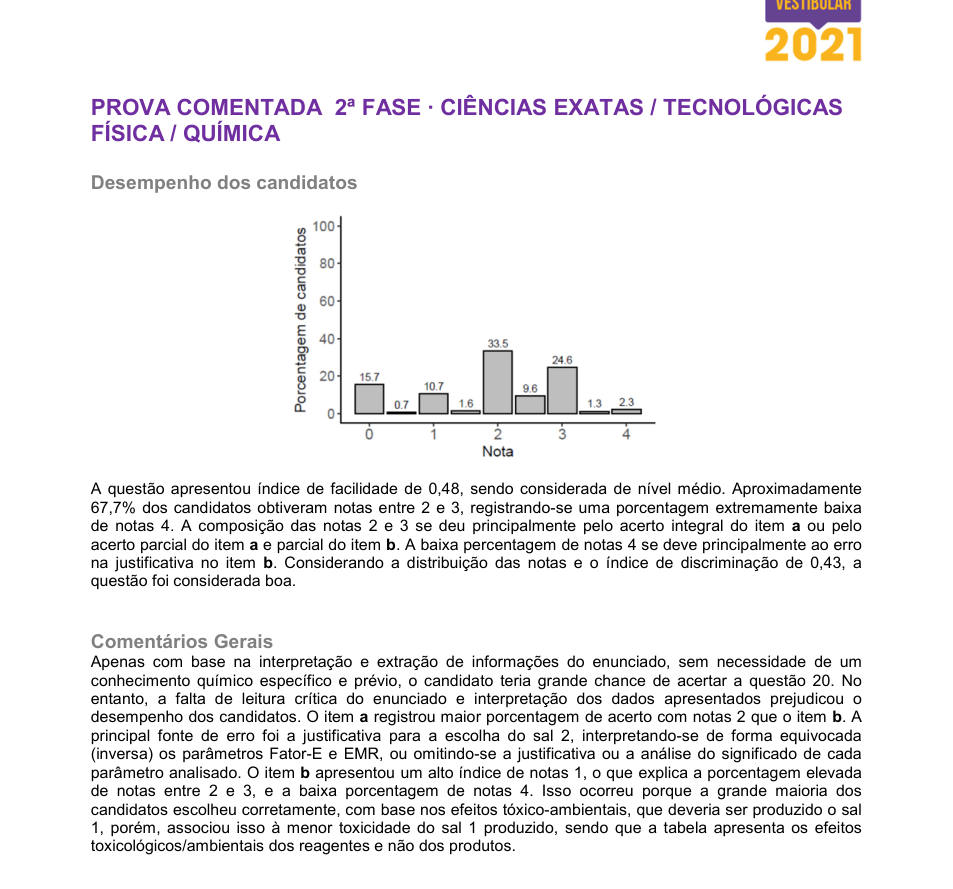 VESTIBULAR
2021
PROVA COMENTADA 2ª FASE · CIÊNCIAS EXATAS / TECNOLÓGICAS
FÍSICA / QUÍMICA
Desempenho dos candidatos
Porcentagem de candidatos
100
80
60
40
20
0
15.7
0.7
10.7
1.6
33.5
9.6
24.6
1.3
2.3
0
1
2
3
4
Nota
A questão apresentou índice de facilidade de 0,48, sendo considerada de nível médio. Aproximadamente
67,7% dos candidatos obtiveram notas entre 2 e 3, registrando-se uma porcentagem extremamente baixa
de notas 4. A composição das notas 2 e 3 se deu principalmente pelo acerto integral do item a ou pelo
acerto parcial do item a e parcial do item b. A baixa percentagem de notas 4 se deve principalmente ao erro
na justificativa no item b. Considerando a distribuição das notas e o índice de discriminação de 0,43, a
questão foi considerada boa.
Comentários Gerais
Apenas com base na interpretação e extração de informações do enunciado, sem necessidade de um
conhecimento químico específico e prévio, o candidato teria grande chance de acertar a questão 20. No
entanto, a falta de leitura crítica do enunciado e interpretação dos dados apresentados prejudicou o
desempenho dos candidatos. O item a registrou maior porcentagem de acerto com notas 2 que o item b. A
principal fonte de erro foi a justificativa para a escolha do sal 2, interpretando-se de forma equivocada
(inversa) os parâmetros Fator-E e EMR, ou omitindo-se a justificativa ou a análise do significado de cada
parâmetro analisado. O item b apresentou um alto índice de notas 1, o que explica a porcentagem elevada
de notas entre 2 e 3, e a baixa porcentagem de notas 4. Isso ocorreu porque a grande maioria dos
candidatos escolheu corretamente, com base nos efeitos tóxico-ambientais, que deveria ser produzido o sal
1, porém, associou isso à menor toxicidade do sal 1 produzido, sendo que a tabela apresenta os efeitos
toxicológicos/ambientais dos reagentes e não dos produtos.